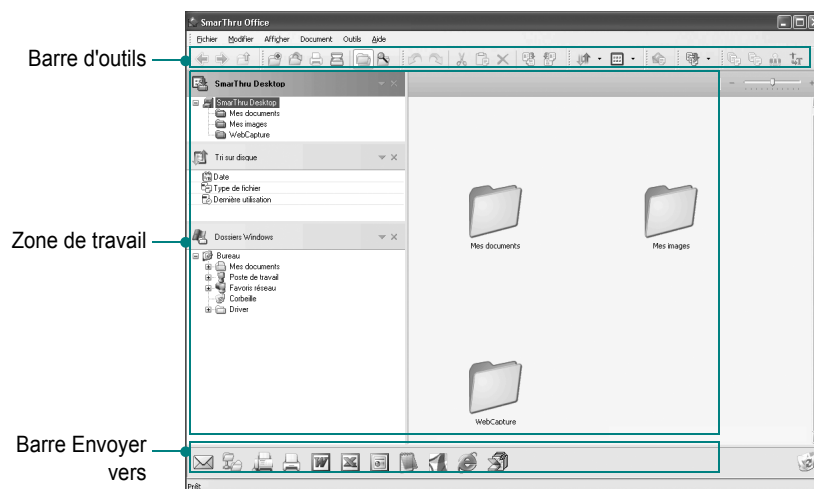 SmarThru Office
Fichier Modifier Afficher Document Outils Aide
Barre d'outils
SmarThru Desktop
SmarThru Desktop
Mes documents
Mes images
WebCapture
Tri sur disque
Date
Type de fichier
Dernière utilisation
Zone de travail
Dossiers Windows
Bureau
Mes documents
Poste de travail
Favoris réseau
Corbeille
Driver
Mes documents
Mes images
WebCapture
Barre Envoyer
vers
Prêt